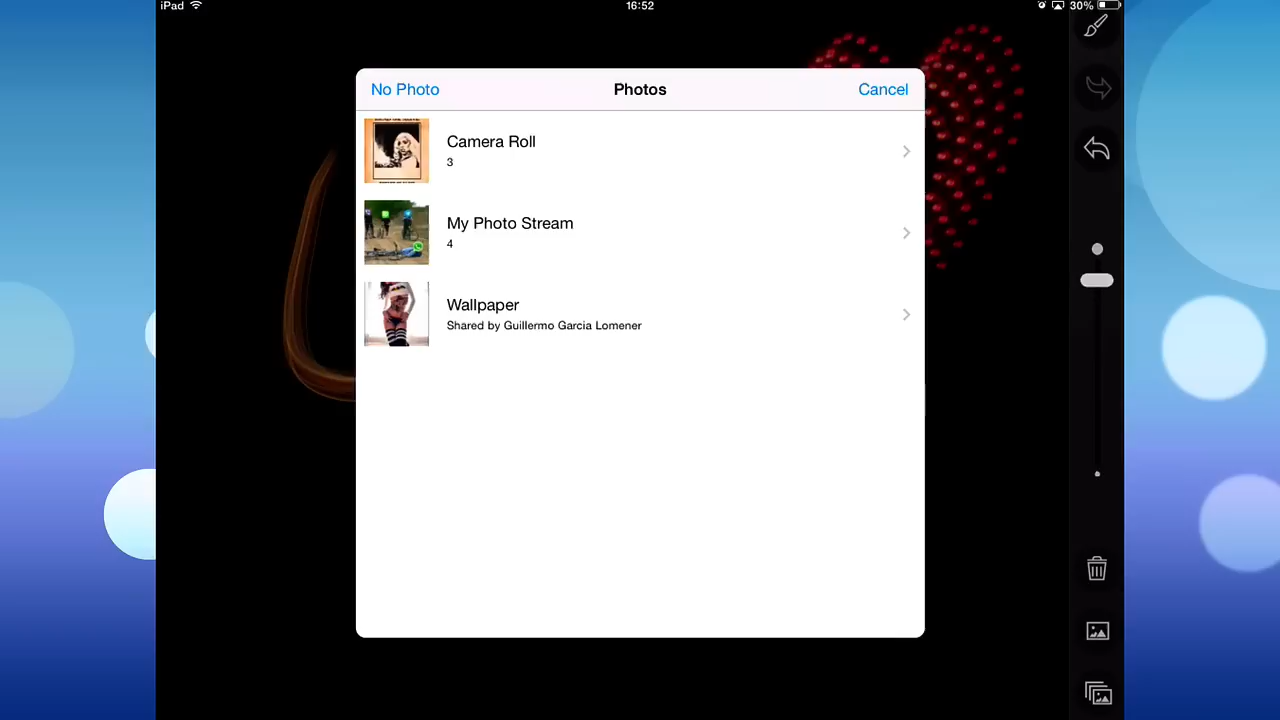 iPad 16:52 30%
No Photo Photos Cancel
Camera Roll
3
My Photo Stream
4
Wallpaper
Shared by Guillermo Garcia Lomener